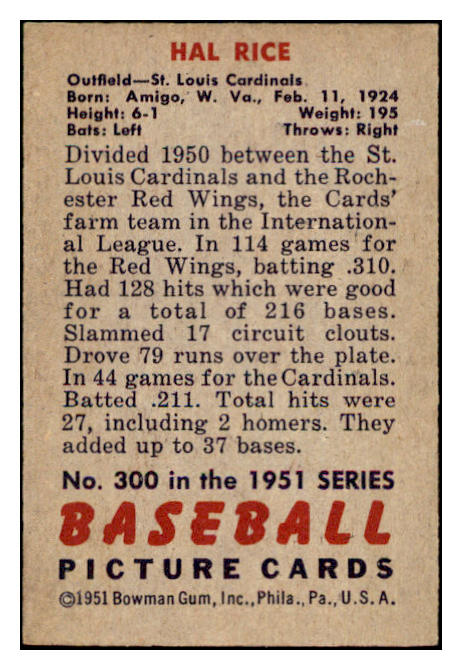 HAL RICE
Outfield—St. Louis Cardinals
Born: Amigo, W. Va., Feb. 11, 1924
Height: 6-1 Weight: 195
Bats: Left Throws: Right
Divided 1950 between the St.
Louis Cardinals and the Roch-
ester Red Wings, the Cards'
farm team in the Internation-
al League. In 114 games for
the Red Wings, batting .310.
Had 128 hits which were good
for a total of 216 bases.
Slammed 17 circuit clouts.
Drove 79 runs over the plate.
In 44 games for the Cardinals.
Batted .211. Total hits were
27, including 2 homers. They
added up to 37 bases.
No. 300 in the 1951 SERIES
BASEBALL
PICTURE CARDS
©1951 Bowman Gum, Inc., Phila., Pa., U.S.A.